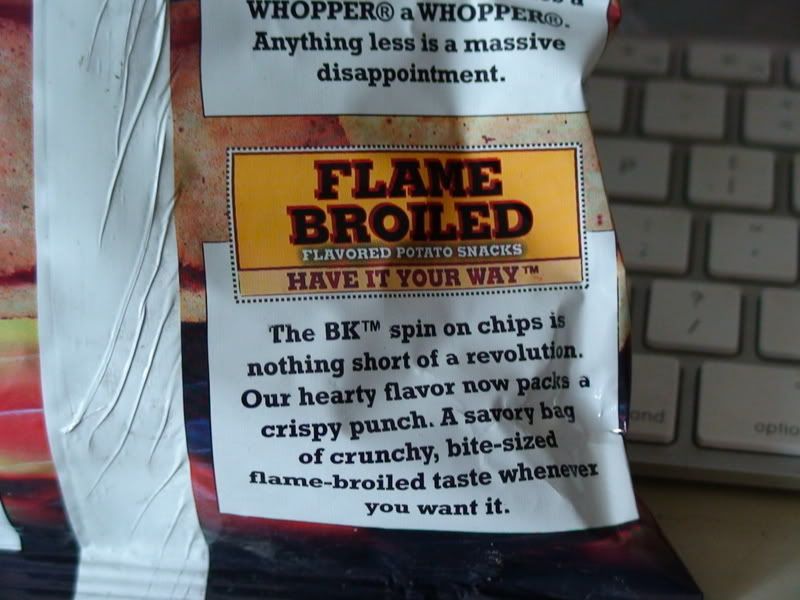 a
WHOPPER® a WHOPPER®.
Anything less is a massive
disappointment.
FLAME
BROILED
FLAVORED POTATO SNACKS
HAVE IT YOUR WAY™
The BK™ spin on chips is
nothing short of a revolution.
Our hearty flavor now packs a
crispy punch. A savory bag
of crunchy, bite-sized
flame-broiled taste whenever
you want it.
?
/
and
optio